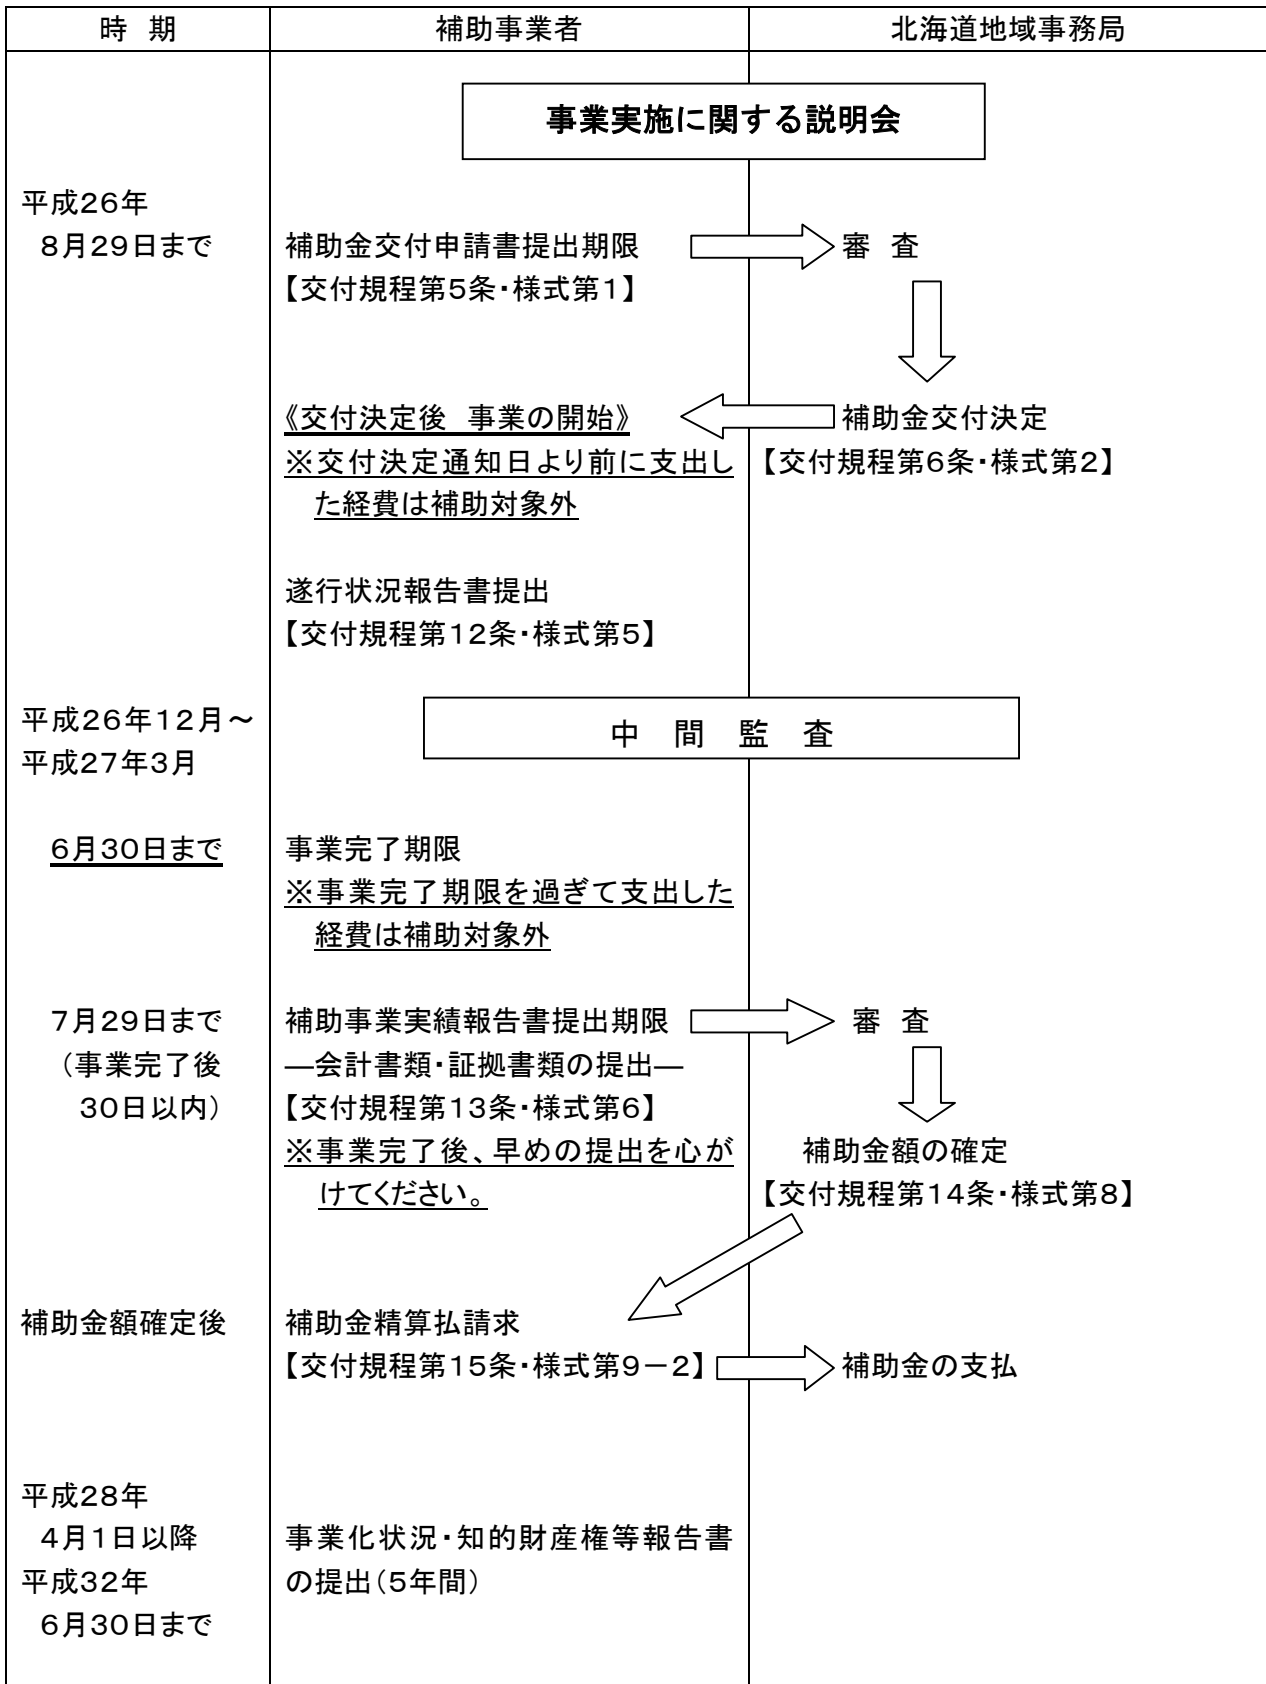 時　期　補助事業者　北海道地域事務局
事業実施に関する説明会
平成26年
8月29日まで　補助金交付申請書提出期限　審　査
【交付規程第5条・様式第1】
《交付決定後　事業の開始》　補助金交付決定
※交付決定通知日より前に支出し　【交付規程第6条・様式第2】
た経費は補助対象外
遂行状況報告書提出
【交付規程第12条・様式第5】
平成26年12月～　中　間　監　査
平成27年3月
6月30日まで　事業完了期限
※事業完了期限を過ぎて支出した
経費は補助対象外
7月29日まで　補助事業実績報告書提出期限　審　査
（事業完了後　―会計書類・証拠書類の提出―
30日以内）　【交付規程第13条・様式第6】
※事業完了後、早めの提出を心が　補助金額の確定
けてください。　【交付規程第14条・様式第8】
補助金額確定後　補助金精算払請求
【交付規程第15条・様式第9－2】　補助金の支払
平成28年
4月1日以降　事業化状況・知的財産権等報告書
平成32年　の提出（5年間）
6月30日まで